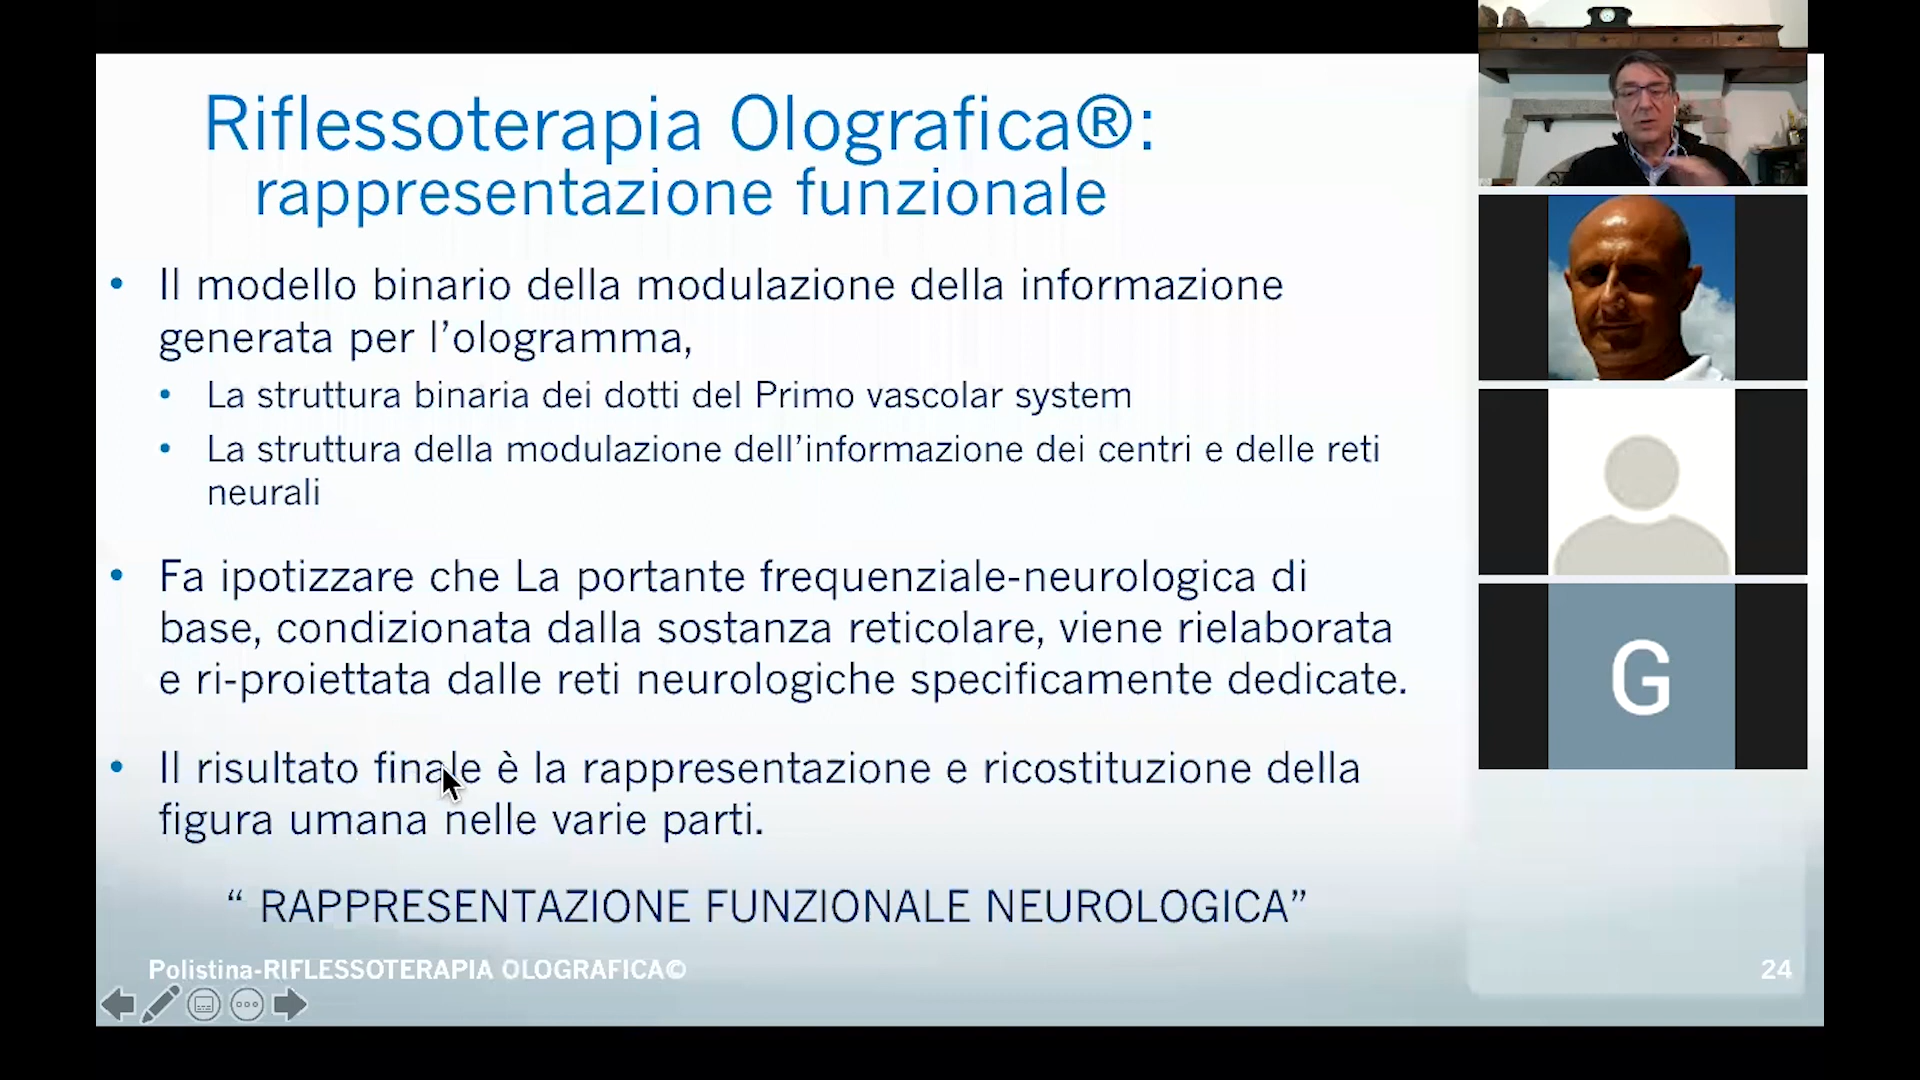 Riflessoterapia Olografica®:
rappresentazione funzionale
• Il modello binario della modulazione della informazione
generata per l’ologramma,
• La struttura binaria dei dotti del Primo vascolar system
• La struttura della modulazione dell’informazione dei centri e delle reti
neurali
• Fa ipotizzare che La portante frequenziale-neurologica di
base, condizionata dalla sostanza reticolare, viene rielaborata
e ri-proiettata dalle reti neurologiche specificamente dedicate.
• Il risultato finale è la rappresentazione e ricostituzione della
figura umana nelle varie parti.
“ RAPPRESENTAZIONE FUNZIONALE NEUROLOGICA”
Polistina-RIFLESSOTERAPIA OLOGRAFICA©
24
G